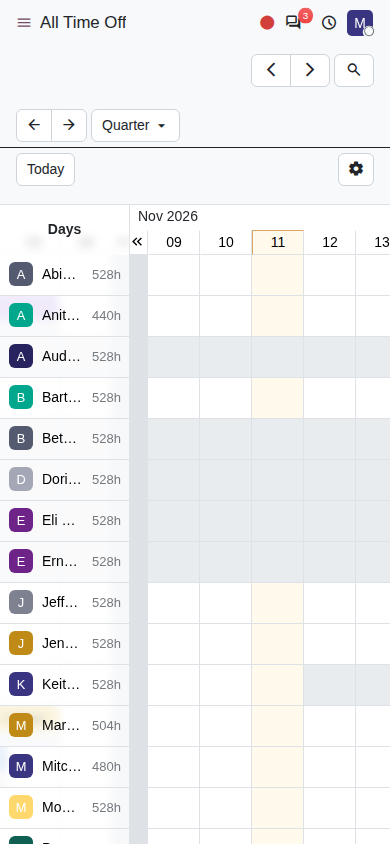 All Time Off
3
M
Quarter
Today
Nov 2026
Days
09 10 11 12 13
A Abi... 528h
A Anit... 440h
A Aud... 528h
B Bart... 528h
B Bet... 528h
D Dori... 528h
E Eli ... 528h
E Ern... 528h
J Jeff... 528h
J Jen... 528h
K Keit... 528h
M Mar... 504h
M Mitc... 480h
M Mo... 528h